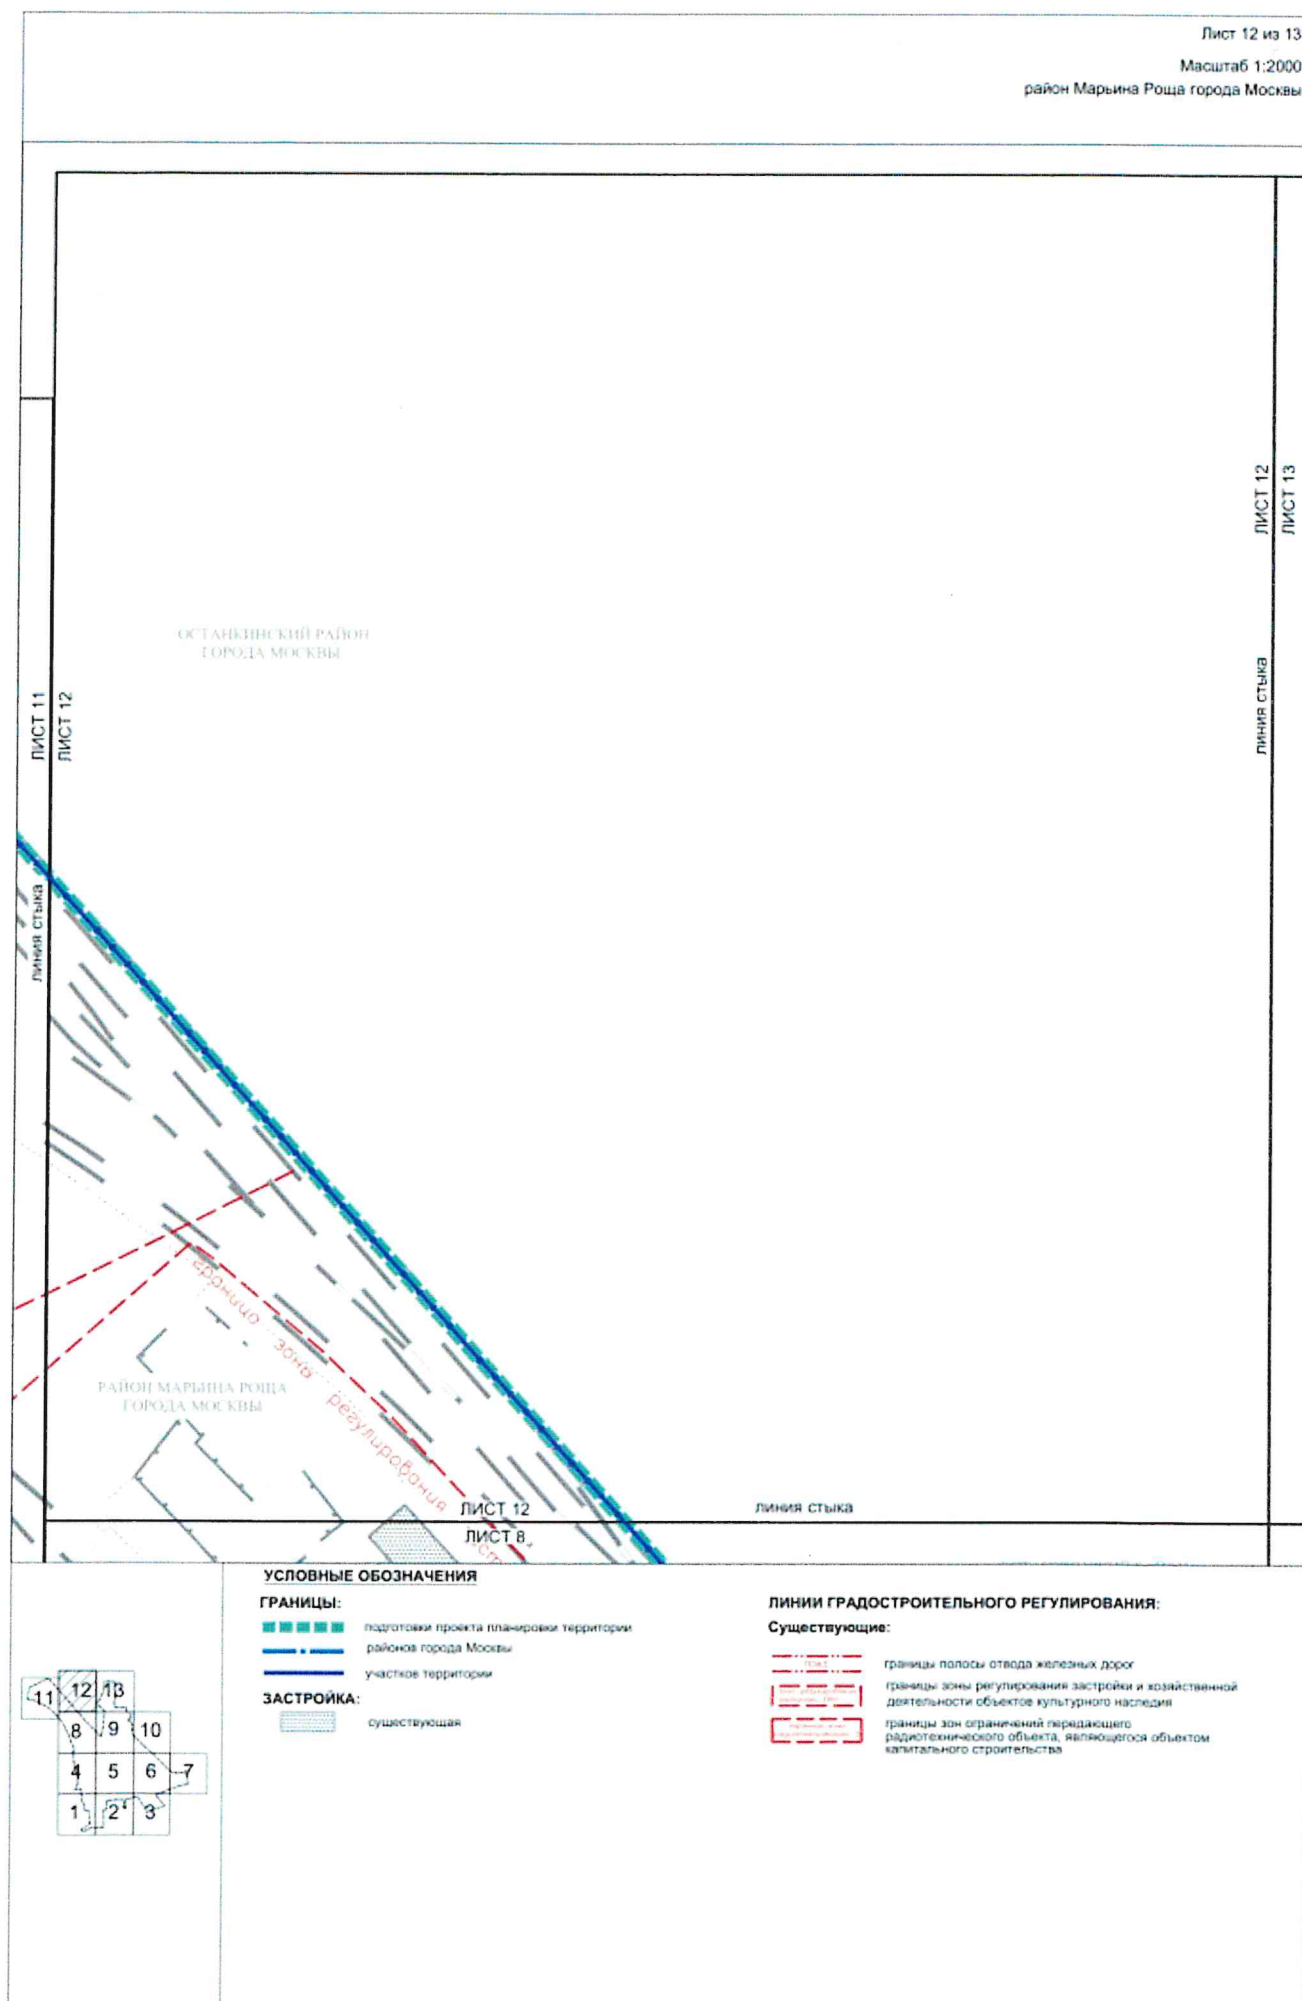 Лист 12 из 13
Масштаб 1:2000
район Марьина Роща города Москвы
ЛИСТ 12
ЛИСТ 13
линия стыка
ОСТАНКИНСКИЙ РАЙОН
ГОРОДА МОСКВЫ
ЛИСТ 11
ЛИСТ 12
линия стыка
граница зоны регулирования
РАЙОН МАРЬИНА РОЩА
ГОРОДА МОСКВЫ
ЛИСТ 12
линия стыка
ЛИСТ 8
УСЛОВНЫЕ ОБОЗНАЧЕНИЯ
ГРАНИЦЫ:
подготовки проекта планировки территории
районов города Москвы
участков территории
ЗАСТРОЙКА:
существующая
ЛИНИИ ГРАДОСТРОИТЕЛЬНОГО РЕГУЛИРОВАНИЯ:
Существующие:
границы полосы отвода железных дорог
границы зоны регулирования застройки и хозяйственной
деятельности объектов культурного наследия
границы зон ограничений передающего
радиотехнического объекта, являющегося объектом
капитального строительства
11 12 13
8 9 10
4 5 6 7
1 2 3